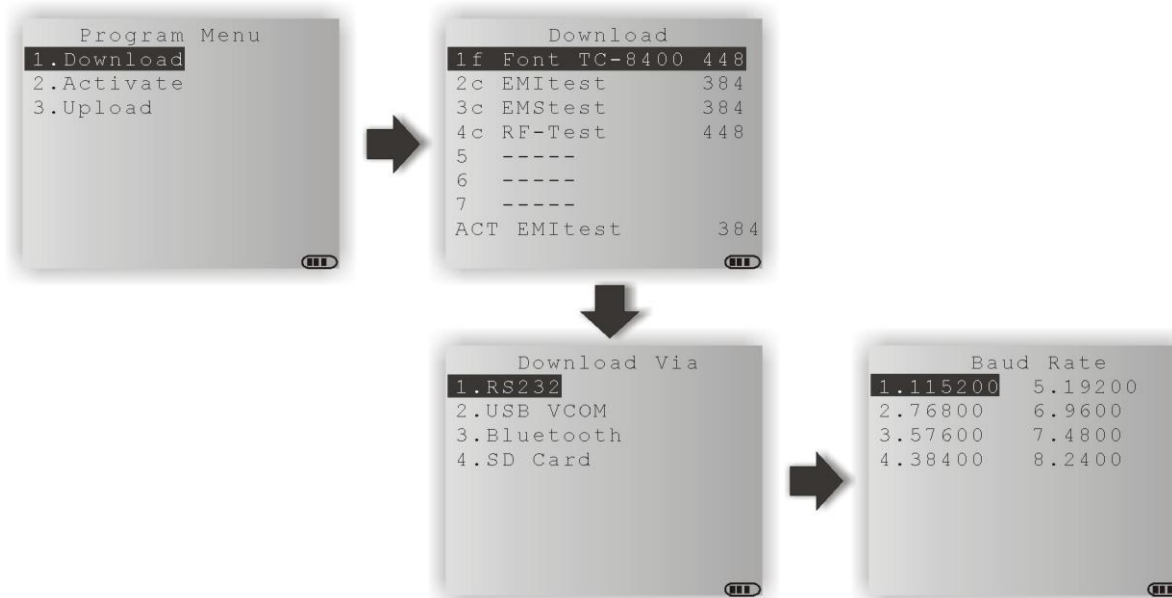 Program Menu
1.Download
2.Activate
3.Upload
Download
1f Font TC-8400 448
2c EMItest 384
3c EMStest 384
4c RF-Test 448
5 -----
6 -----
7 -----
ACT EMItest 384
Download Via
1.RS232
2.USB VCOM
3.Bluetooth
4.SD Card
Baud Rate
1.115200 5.19200
2.76800 6.9600
3.57600 7.4800
4.38400 8.2400